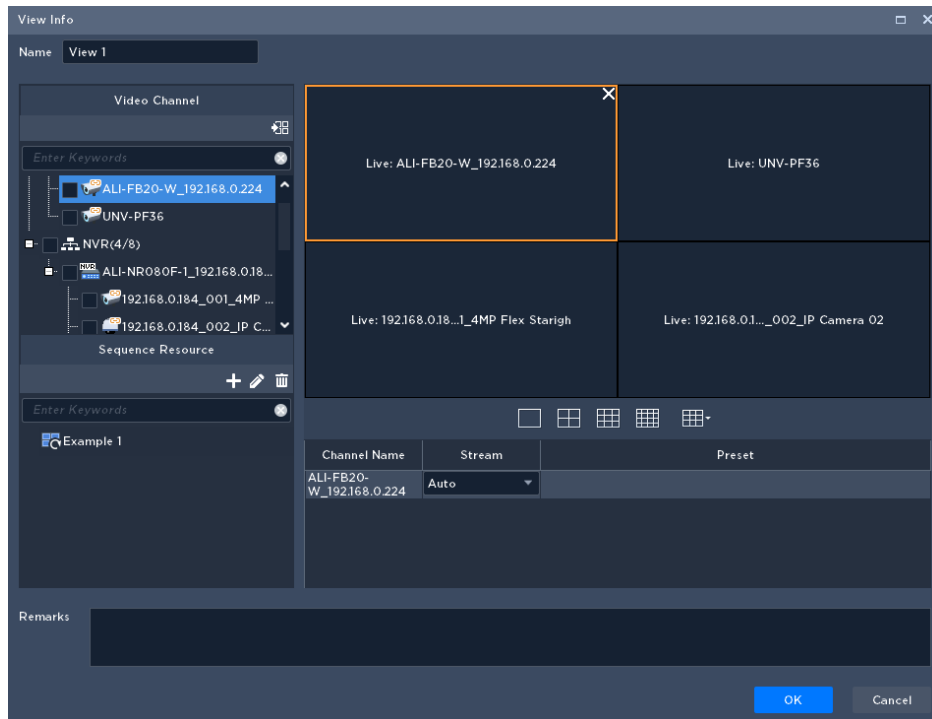 View Info
Name View 1
Video Channel
Enter Keywords
ALI-FB20-W_192.168.0.224
UNV-PF36
NVR(4/8)
NVR
ALI-NR080F-1_192.168.0.18...
192.168.0.184_001_4MP ...
192.168.0.184_002_IP C...
Sequence Resource
Enter Keywords
Example 1
Live: ALI-FB20-W_192.168.0.224
Live: UNV-PF36
Live: 192.168.0.18...1_4MP Flex Starigh
Live: 192.168.0.1..._002_IP Camera 02
Channel Name Stream Preset
ALI-FB20-
W_192.168.0.224
Auto
Remarks
OK Cancel